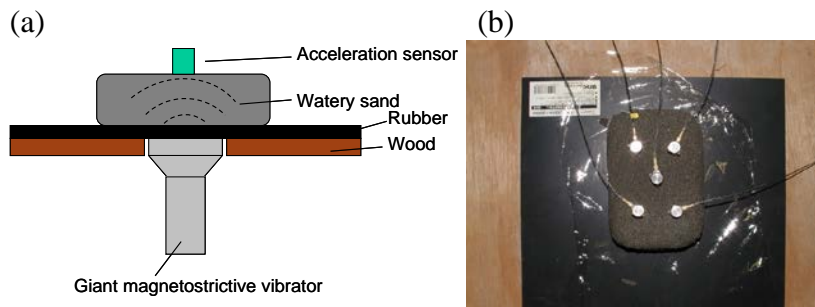 (a)
Acceleration sensor
Watery sand
Rubber
Wood
Giant magnetostrictive vibrator
(b)